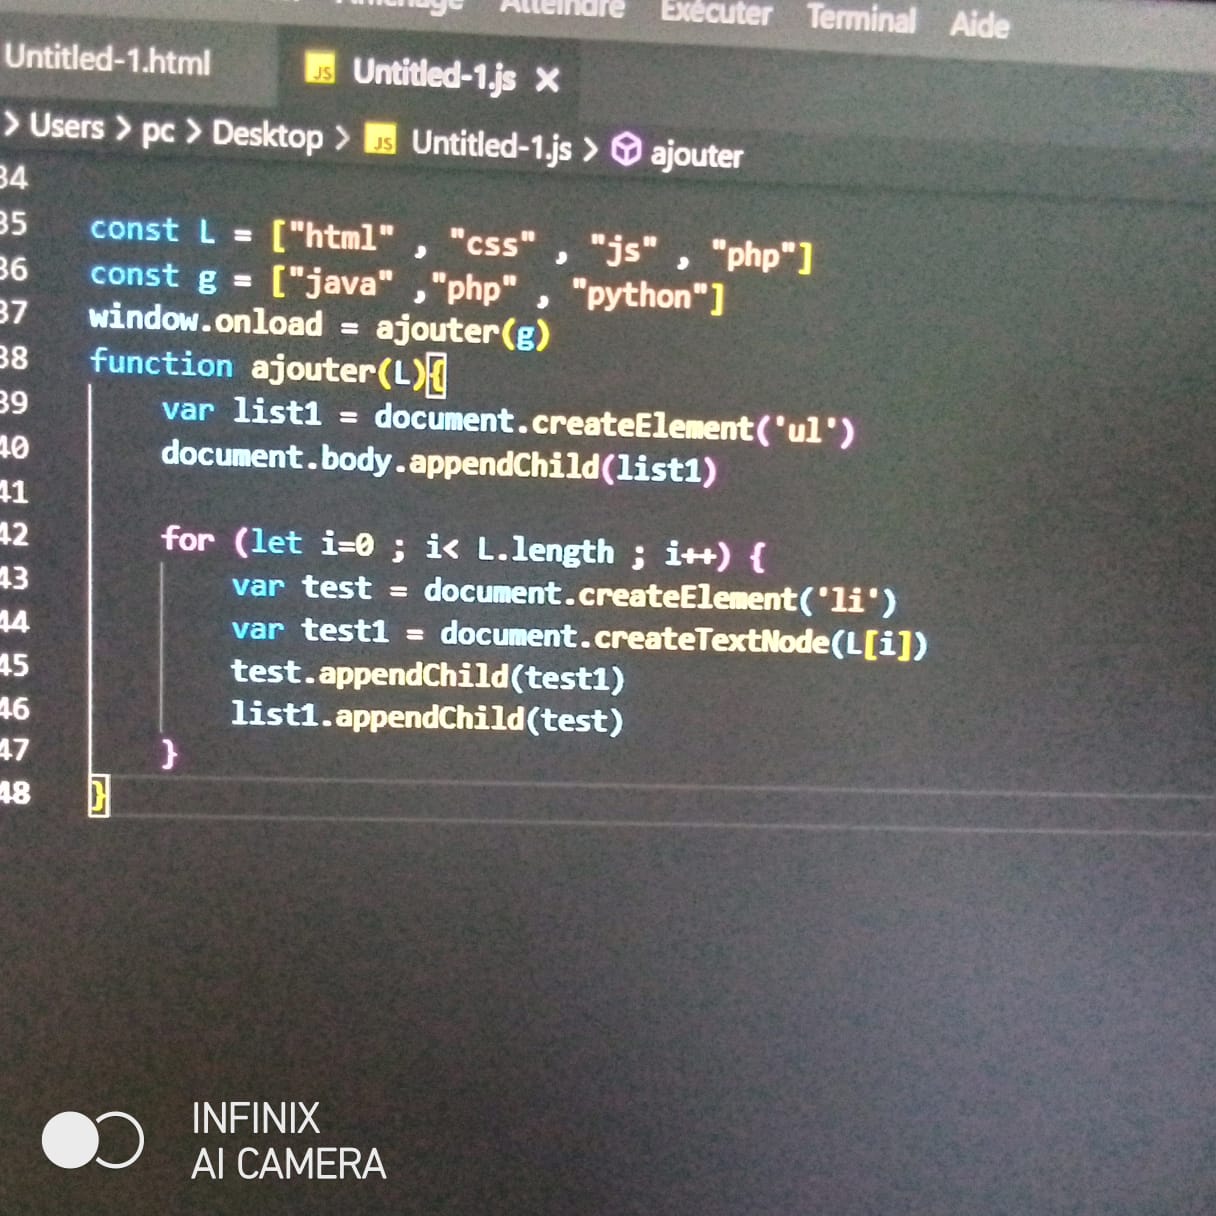 Affichage Atteindre Exécuter Terminal Aide
Untitled-1.html JS Untitled-1.js ×
> Users > pc > Desktop > JS Untitled-1.js > ajouter
34
35 const L = ["html" , "css" , "js" , "php"]
36 const g = ["java" ,"php" , "python"]
37 window.onload = ajouter(g)
38 function ajouter(L){
39 var list1 = document.createElement('ul')
40 document.body.appendChild(list1)
41
42 for (let i=0 ; i< L.length ; i++) {
43 var test = document.createElement('li')
44 var test1 = document.createTextNode(L[i])
45 test.appendChild(test1)
46 list1.appendChild(test)
47 }
48 }
INFINIX
AI CAMERA